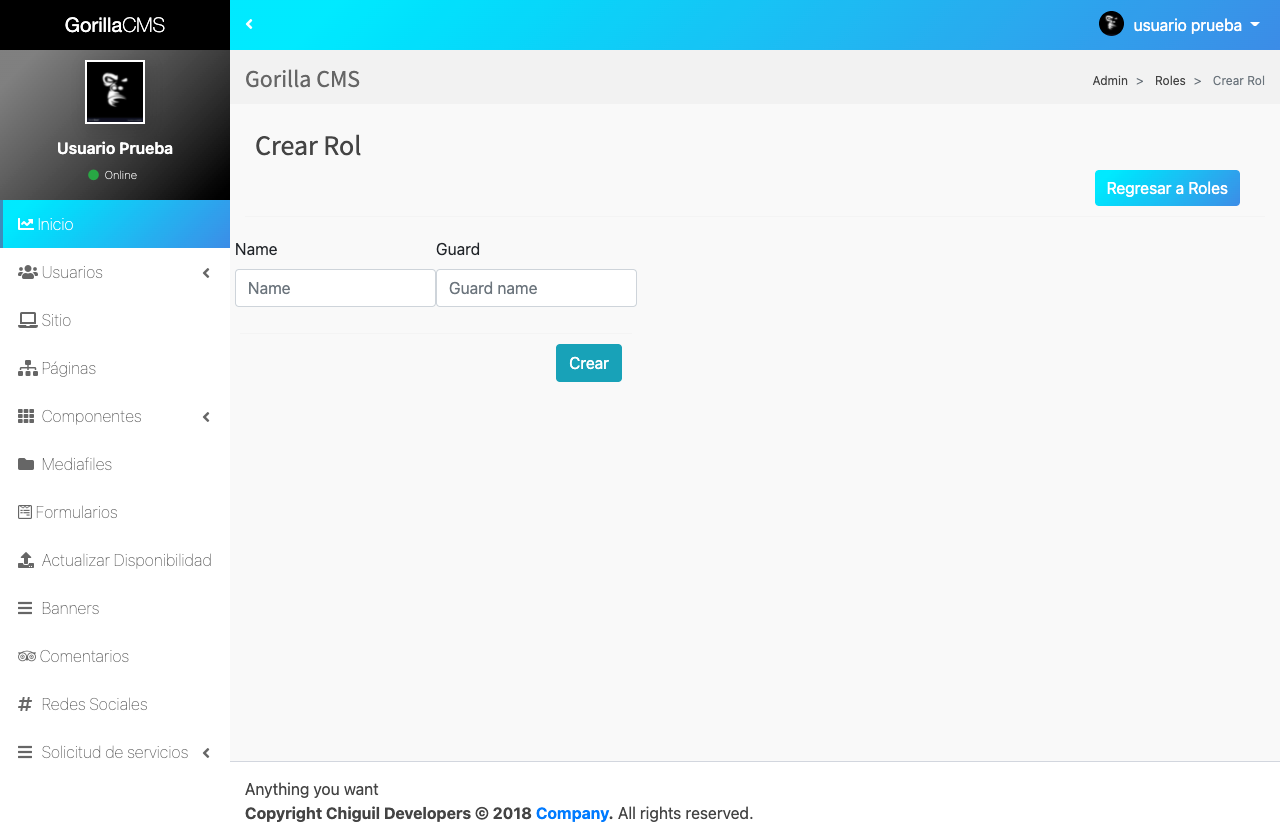 GorillaCMS
usuario prueba
Usuario Prueba
Online
Inicio
Usuarios
Sitio
Páginas
Componentes
Mediafiles
Formularios
Actualizar Disponibilidad
Banners
Comentarios
Redes Sociales
Solicitud de servicios
Gorilla CMS
Admin > Roles > Crear Rol
Crear Rol
Regresar a Roles
Name Guard
Name Guard name
Crear
Anything you want
Copyright Chiguil Developers © 2018 Company. All rights reserved.